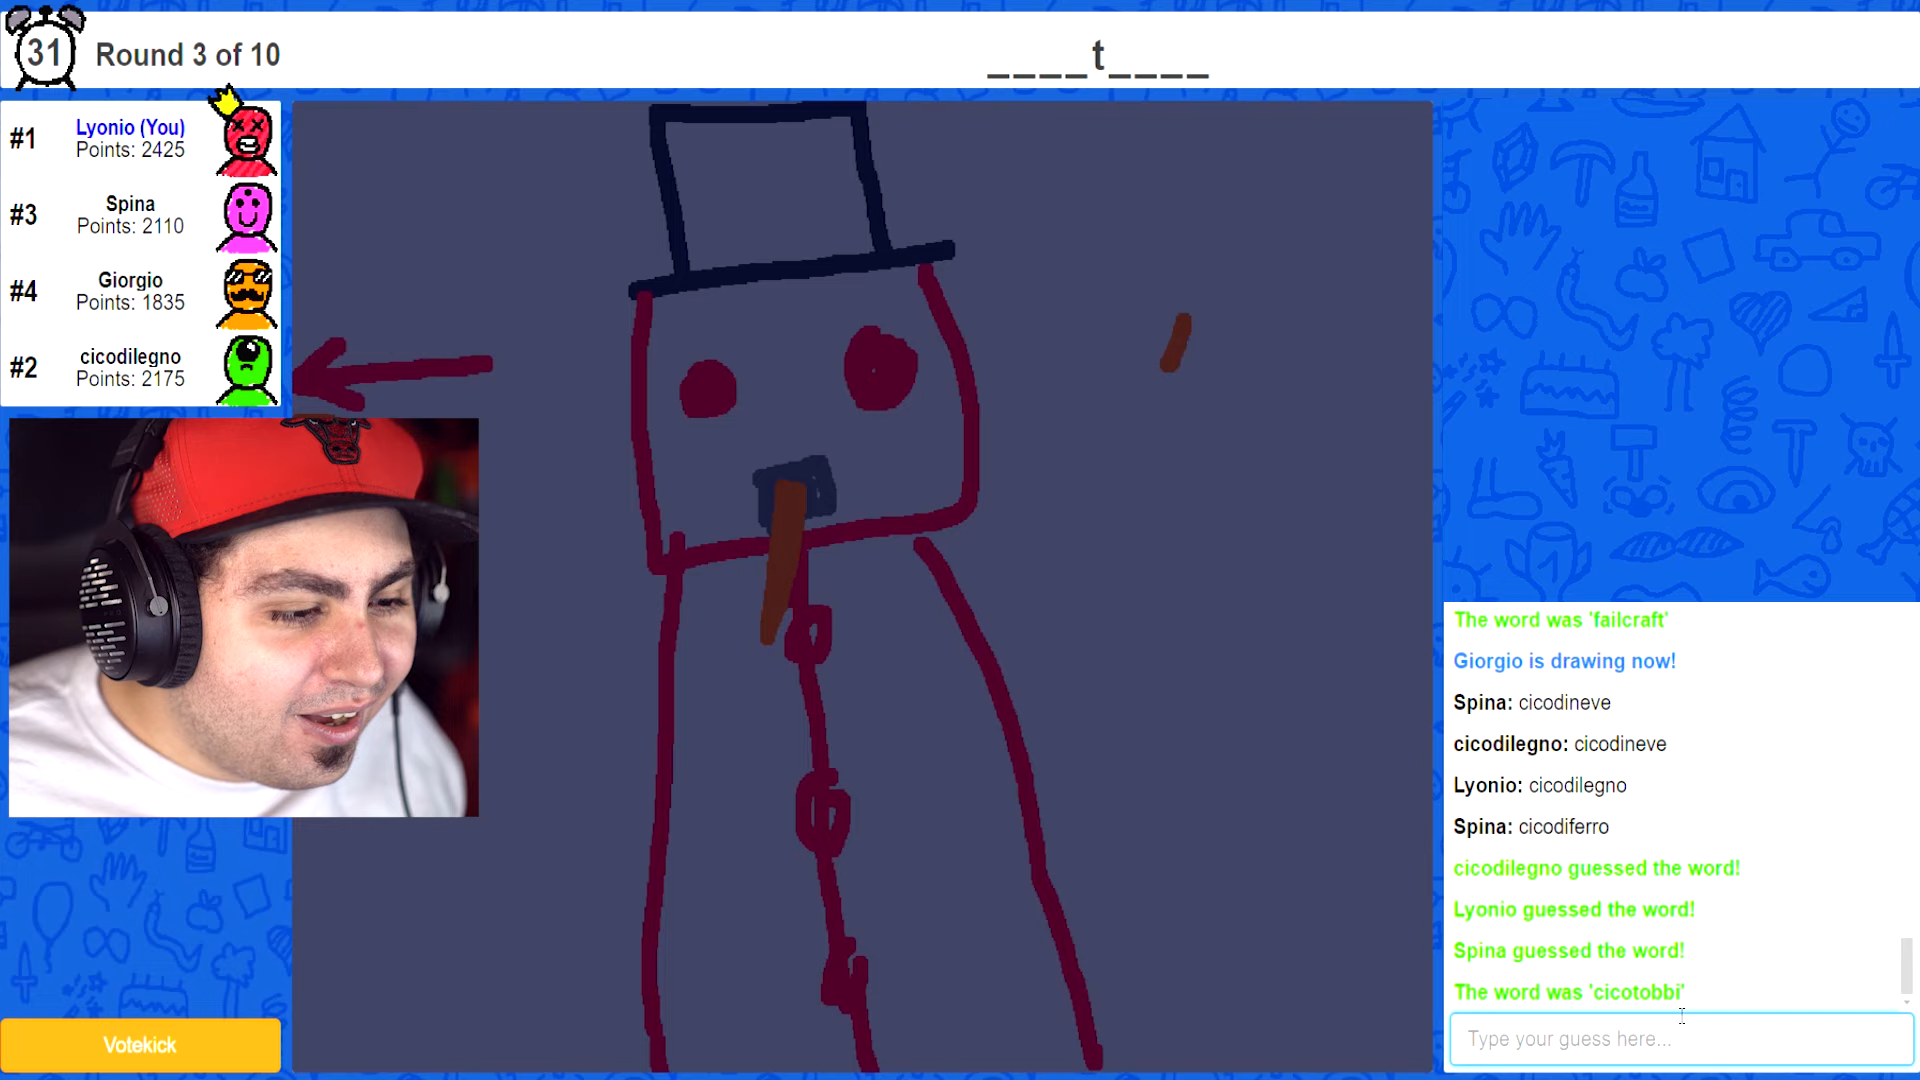 31
Round 3 of 10
____t____
#1
Lyonio (You)
Points: 2425
#3
Spina
Points: 2110
#4
Giorgio
Points: 1835
#2
cicodilegno
Points: 2175
Votekick
The word was 'failcraft'
Giorgio is drawing now!
Spina: cicodineve
cicodilegno: cicodineve
Lyonio: cicodilegno
Spina: cicodiferro
cicodilegno guessed the word!
Lyonio guessed the word!
Spina guessed the word!
The word was 'cicotobbi'
Type your guess here...